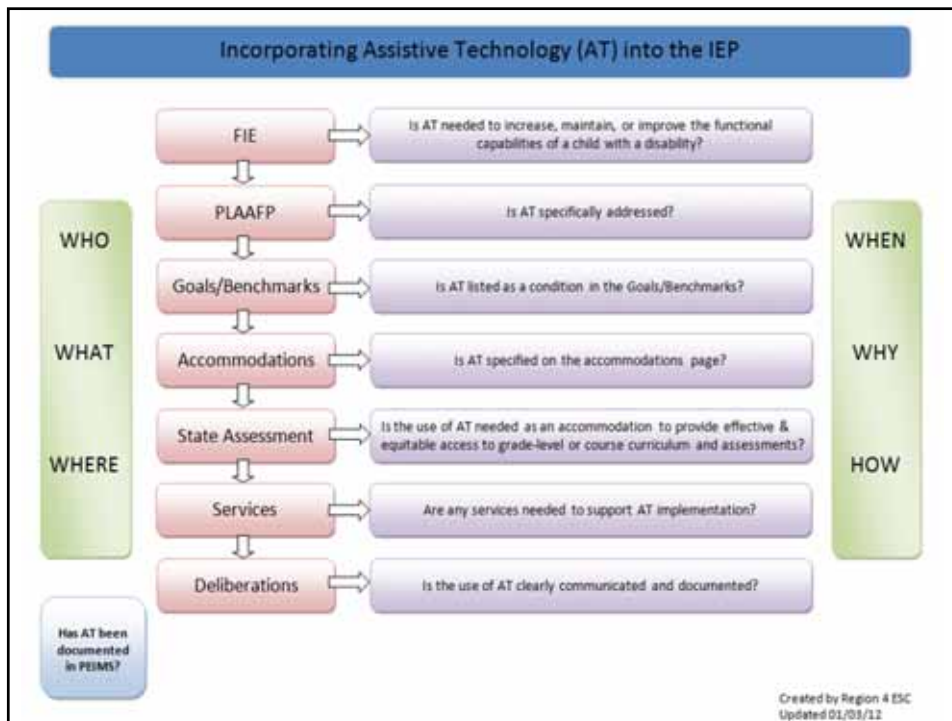 Incorporating Assistive Technology (AT) into the IEP
FIE
Is AT needed to increase, maintain, or improve the functional
capabilities of a child with a disability?
PLAAFP
Is AT specifically addressed?
Goals/Benchmarks
Is AT listed as a condition in the Goals/Benchmarks?
Accommodations
Is AT specified on the accommodations page?
State Assessment
Is the use of AT needed as an accommodation to provide effective &
equitable access to grade-level or course curriculum and assessments?
Services
Are any services needed to support AT implementation?
Deliberations
Is the use of AT clearly communicated and documented?
WHO
WHAT
WHERE
WHEN
WHY
HOW
Has AT been
documented
in PEIMS?
Created by Region 4 ESC
Updated 01/03/12